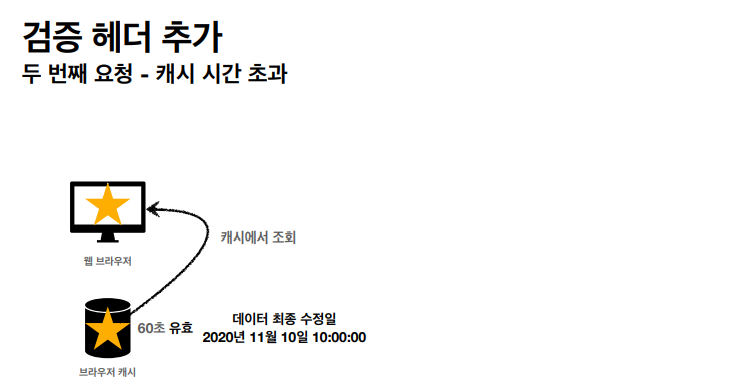 검증 헤더 추가
두 번째 요청 - 캐시 시간 초과
캐시에서 조회
웹 브라우저
60초 유효
데이터 최종 수정일
2020년 11월 10일 10:00:00
브라우저 캐시